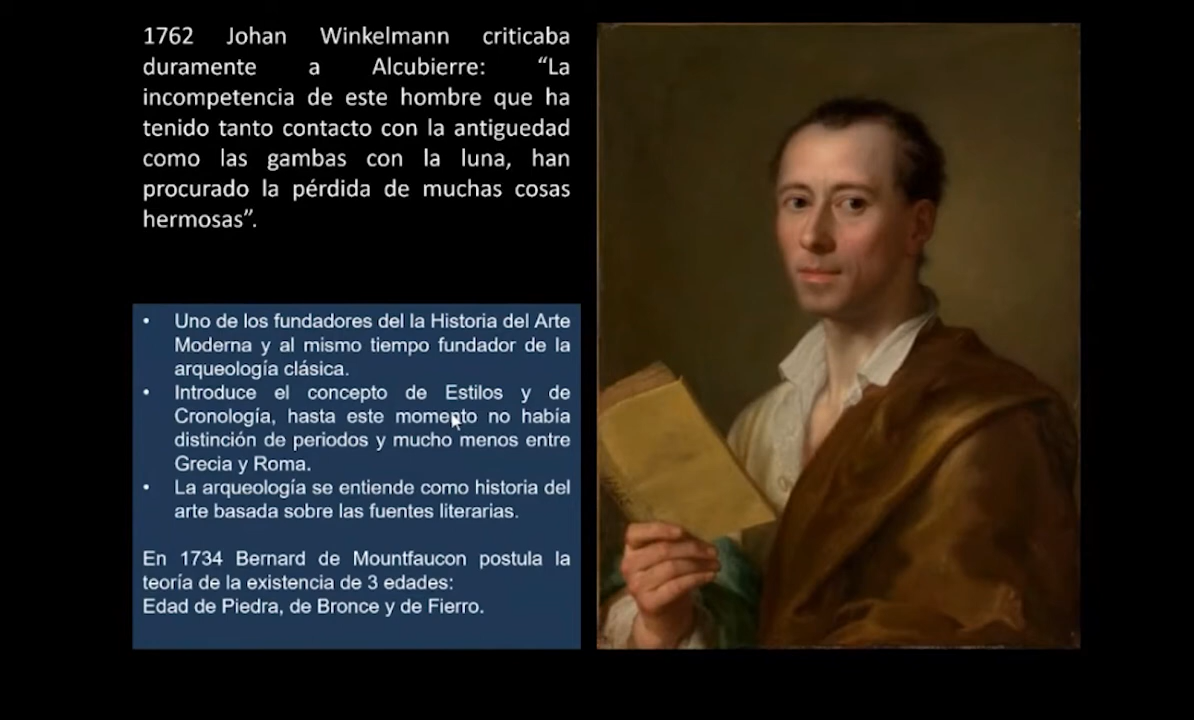 1762 Johan Winkelmann criticaba
duramente a Alcubierre: “La
incompetencia de este hombre que ha
tenido tanto contacto con la antiguedad
como las gambas con la luna, han
procurado la pérdida de muchas cosas
hermosas”.
• Uno de los fundadores del la Historia del Arte
Moderna y al mismo tiempo fundador de la
arqueología clásica.
• Introduce el concepto de Estilos y de
Cronología, hasta este momento no había
distinción de periodos y mucho menos entre
Grecia y Roma.
• La arqueología se entiende como historia del
arte basada sobre las fuentes literarias.
En 1734 Bernard de Mountfaucon postula la
teoría de la existencia de 3 edades:
Edad de Piedra, de Bronce y de Fierro.